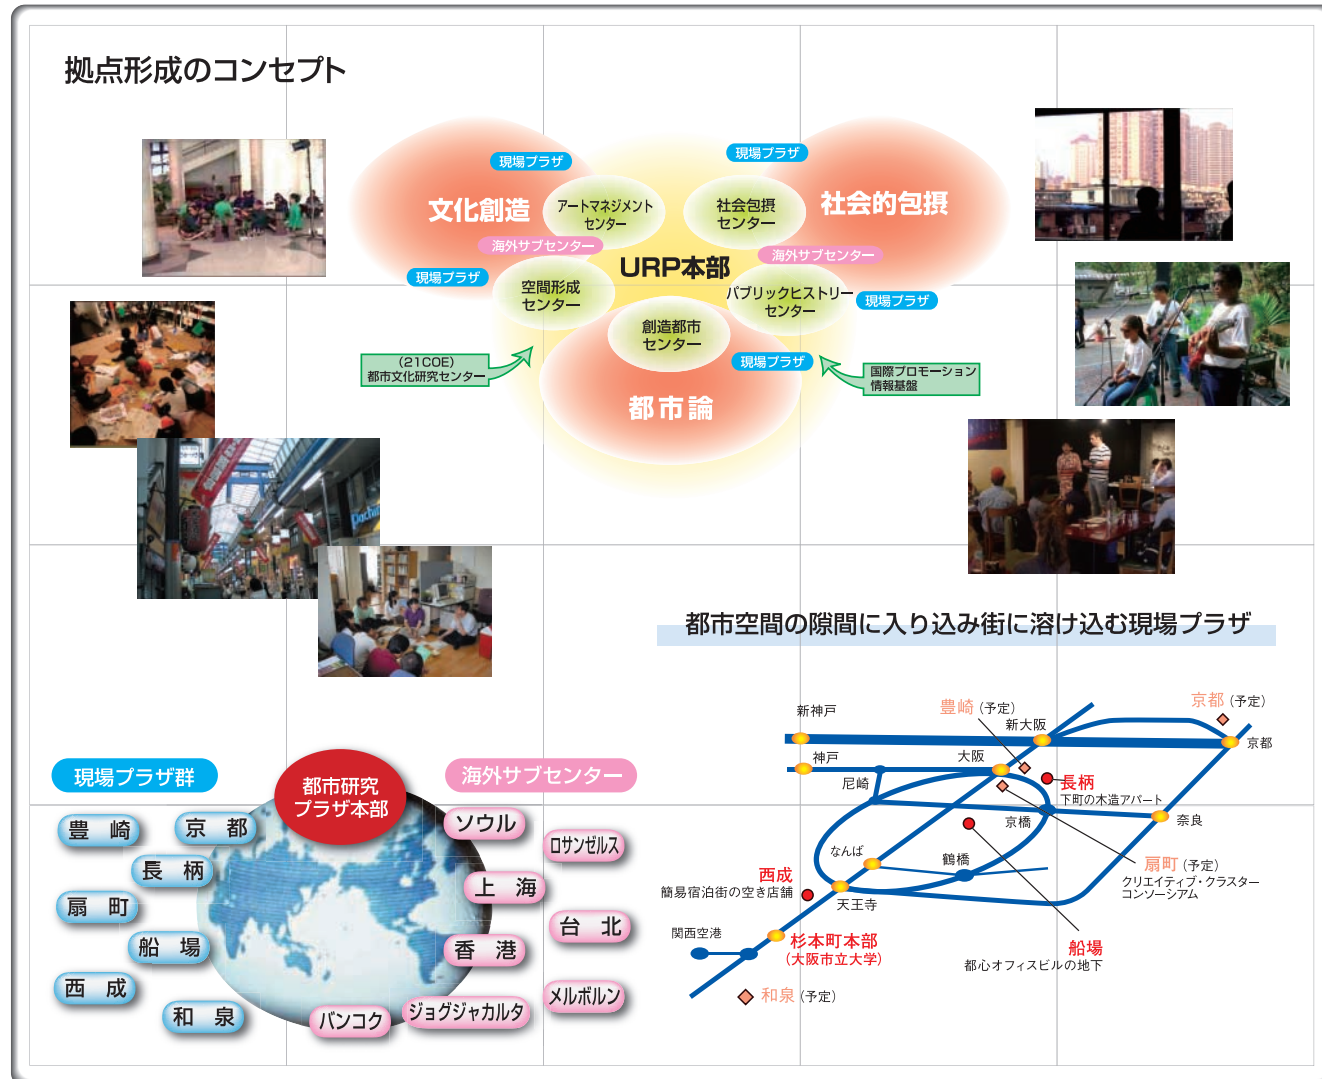 拠点形成のコンセプト
現場プラザ
現場プラザ
文化創造
アートマネジメント
センター
社会包摂
センター
社会的包摂
海外サブセンター
海外サブセンター
URP本部
現場プラザ
空間形成
センター
パブリックヒストリー
センター
現場プラザ
創造都市
センター
現場プラザ
(21COE)
都市文化研究センター
国際プロモーション
情報基盤
都市論
都市空間の隙間に入り込み街に溶け込む現場プラザ
現場プラザ群
都市研究
プラザ本部
海外サブセンター
豊崎
京都
長柄
扇町
船場
西成
和泉
ソウル
ロサンゼルス
上海
台北
香港
メルボルン
ジョグジャカルタ
バンコク
新神戸
豊崎(予定)
新大阪
京都(予定)
京都
神戸
大阪
尼崎
長柄
下町の木造アパート
京橋
奈良
なんば
鶴橋
扇町(予定)
クリエイティブ・クラスター
コンソーシアム
西成
簡易宿泊街の空き店舗
天王寺
関西空港
杉本町本部
(大阪市立大学)
船場
都心オフィスビルの地下
和泉(予定)